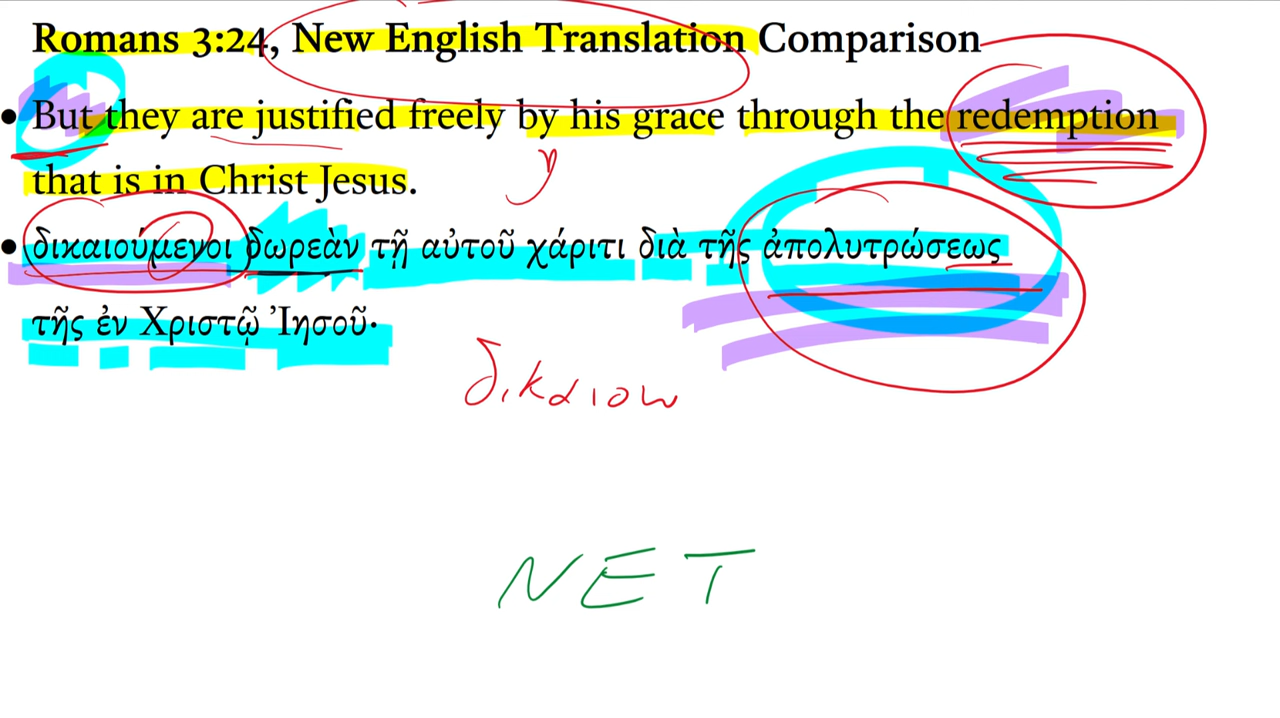 Romans 3:24, New English Translation Comparison
• But they are justified freely by his grace through the redemption
that is in Christ Jesus.
• δικαιούμενοι δωρεὰν τῇ αὐτοῦ χάριτι διὰ τῆς ἀπολυτρώσεως
τῆς ἐν Χριστῷ Ἰησοῦ·
δικαιοω
NET